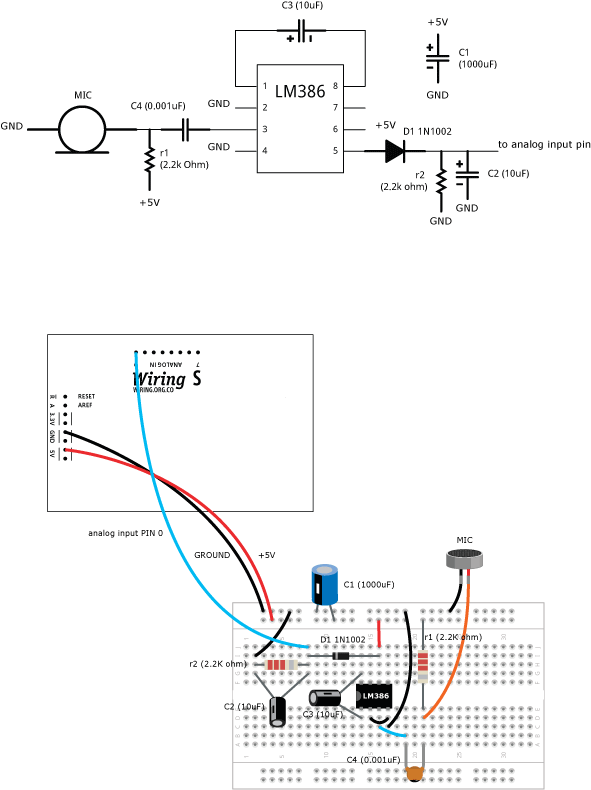 C3 (10uF)
+5V
C1
(1000uF)
GND
LM386
1
2
3
4
8
7
6
5
MIC
C4 (0.001uF)
GND
GND
GND
r1
(2.2k Ohm)
+5V
+5V
D1 1N1002
to analog input pin
r2
(2.2k ohm)
C2 (10uF)
GND
GND
ANALOG IN
7
Wiring S
WIRING.ORG.CO
RESET
AREF
3.3V
GND
5V
analog input PIN 0
GROUND
+5V
MIC
C1 (1000uF)
D1 1N1002
r1 (2.2K ohm)
r2 (2.2K ohm)
C2 (10uF)
C3 (10uF)
LM386
C4 (0.001uF)